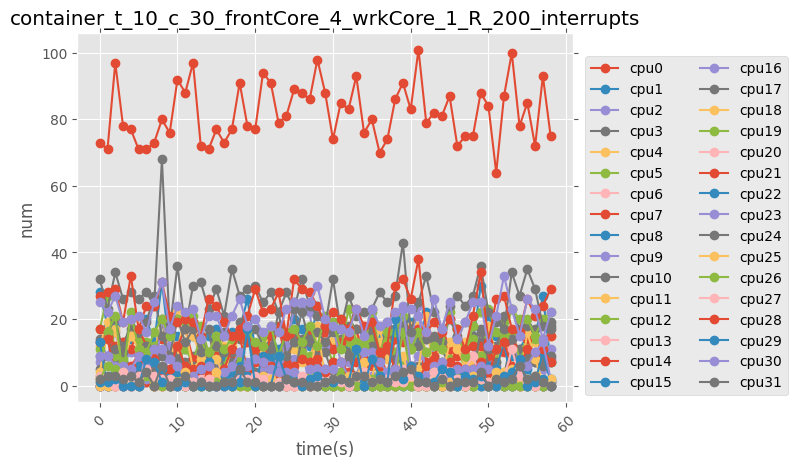 container_t_10_c_30_frontCore_4_wrkCore_1_R_200_interrupts
100
80
60
40
20
0
num
0
10
20
30
40
50
60
time(s)
cpu0
cpu1
cpu2
cpu3
cpu4
cpu5
cpu6
cpu7
cpu8
cpu9
cpu10
cpu11
cpu12
cpu13
cpu14
cpu15
cpu16
cpu17
cpu18
cpu19
cpu20
cpu21
cpu22
cpu23
cpu24
cpu25
cpu26
cpu27
cpu28
cpu29
cpu30
cpu31